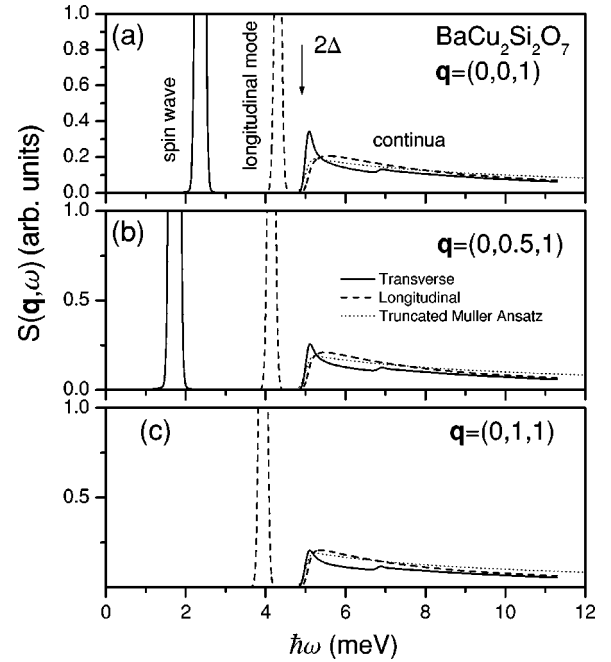 (a)
BaCu₂Si₂O₇
q=(0,0,1)
2Δ
spin wave
longitudinal mode
continua
1.0
0.8
0.6
0.4
0.2
0.0
(b)
q=(0,0.5,1)
Transverse
Longitudinal
Truncated Muller Ansatz
1.0
0.5
0.0
S(q,ω) (arb. units)
(c)
q=(0,1,1)
1.0
0.5
0 2 4 6 8 10 12
ħω (meV)